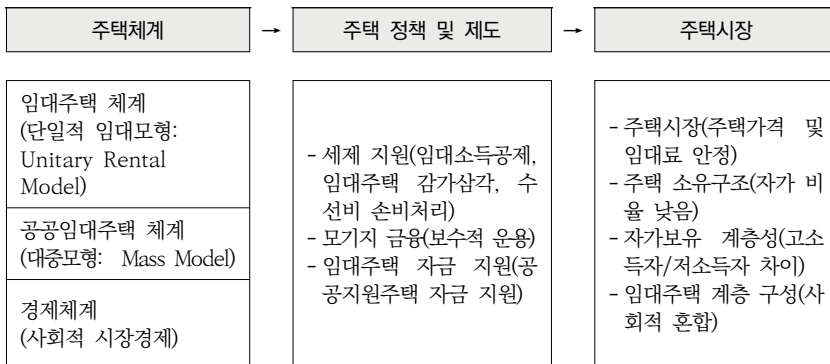 주택체계 → 주택 정책 및 제도 → 주택시장
임대주택 체계
(단일적 임대모형:
Unitary Rental
Model)
공공임대주택 체계
(대중모형: Mass Model)
경제체계
(사회적 시장경제)
- 세제 지원(임대소득공제,
임대주택 감가삼각, 수
선비 손비처리)
- 모기지 금융(보수적 운용)
- 임대주택 자금 지원(공
공지원주택 자금 지원)
- 주택시장(주택가격 및
임대료 안정)
- 주택 소유구조(자가 비
율 낮음)
- 자가보유 계층성(고소
득자/저소득자 차이)
- 임대주택 계층 구성(사
회적 혼합)